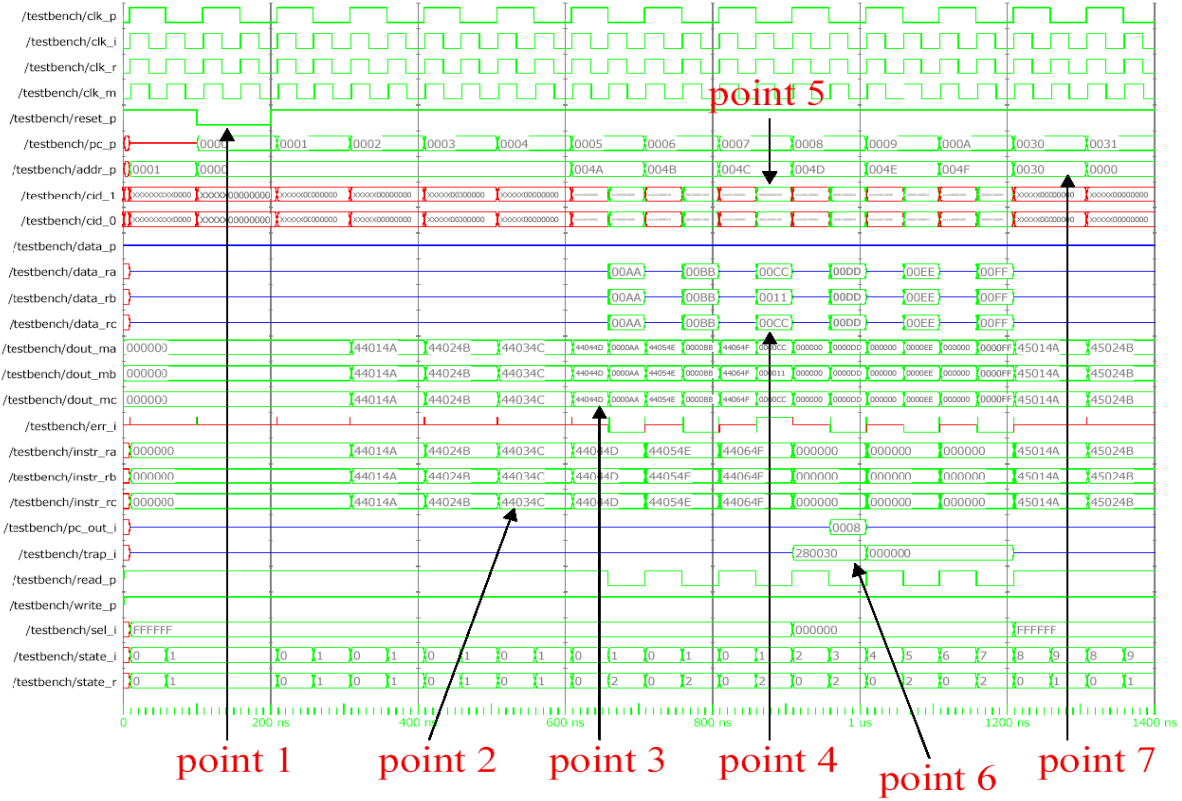 /testbench/clk_p
/testbench/clk_i
/testbench/clk_r
/testbench/clk_m
point 5
/testbench/reset_p
/testbench/pc_p 0000 0001 0002 0003 0004 0005 0006 0007 0008 0009 000A 0030 0031
/testbench/addr_p 0001 0000 004A 004B 004C 004D 004E 004F 0030 0000
/testbench/cid_1
/testbench/cid_0
/testbench/data_p
/testbench/data_ra 00AA 00BB 00CC 00DD 00EE 00FF
/testbench/data_rb 00AA 00BB 0011 00DD 00EE 00FF
/testbench/data_rc 00AA 00BB 00CC 00DD 00EE 00FF
/testbench/dout_ma 000000 44014A 44024B 44034C 44044D 0000AA 44054E 0000BB 44064F 0000CC 000000 0000DD 000000 0000EE 000000 0000FF 45014A 45024B
/testbench/dout_mb 000000 44014A 44024B 44034C 44044D 0000AA 44054E 0000BB 44064F 000011 000000 0000DD 000000 0000EE 000000 0000FF 45014A 45024B
/testbench/dout_mc 000000 44014A 44024B 44034C 44044D 0000AA 44054E 0000BB 44064F 0000CC 000000 0000DD 000000 0000EE 000000 0000FF 45014A 45024B
/testbench/err_i
/testbench/instr_ra 000000 44014A 44024B 44034C 44044D 44054E 44064F 000000 000000 000000 45014A 45024B
/testbench/instr_rb 000000 44014A 44024B 44034C 44044D 44054E 44064F 000000 000000 000000 45014A 45024B
/testbench/instr_rc 000000 44014A 44024B 44034C 44044D 44054E 44064F 000000 000000 000000 45014A 45024B
/testbench/pc_out_i 0008
/testbench/trap_i 280030 000000
/testbench/read_p
/testbench/write_p
/testbench/sel_i FFFFFF 000000 FFFFFF
/testbench/state_i 0 1 0 1 0 1 0 1 0 1 0 1 0 1 0 1 2 3 4 5 6 7 8 9 8 9
/testbench/state_r 0 1 0 1 0 1 0 1 0 1 0 2 0 2 0 2 0 2 0 2 0 2 0 1 0 1
0 200 ns 400 ns 600 ns 800 ns 1 us 1200 ns 1400 ns
point 1 point 2 point 3 point 4 point 6 point 7